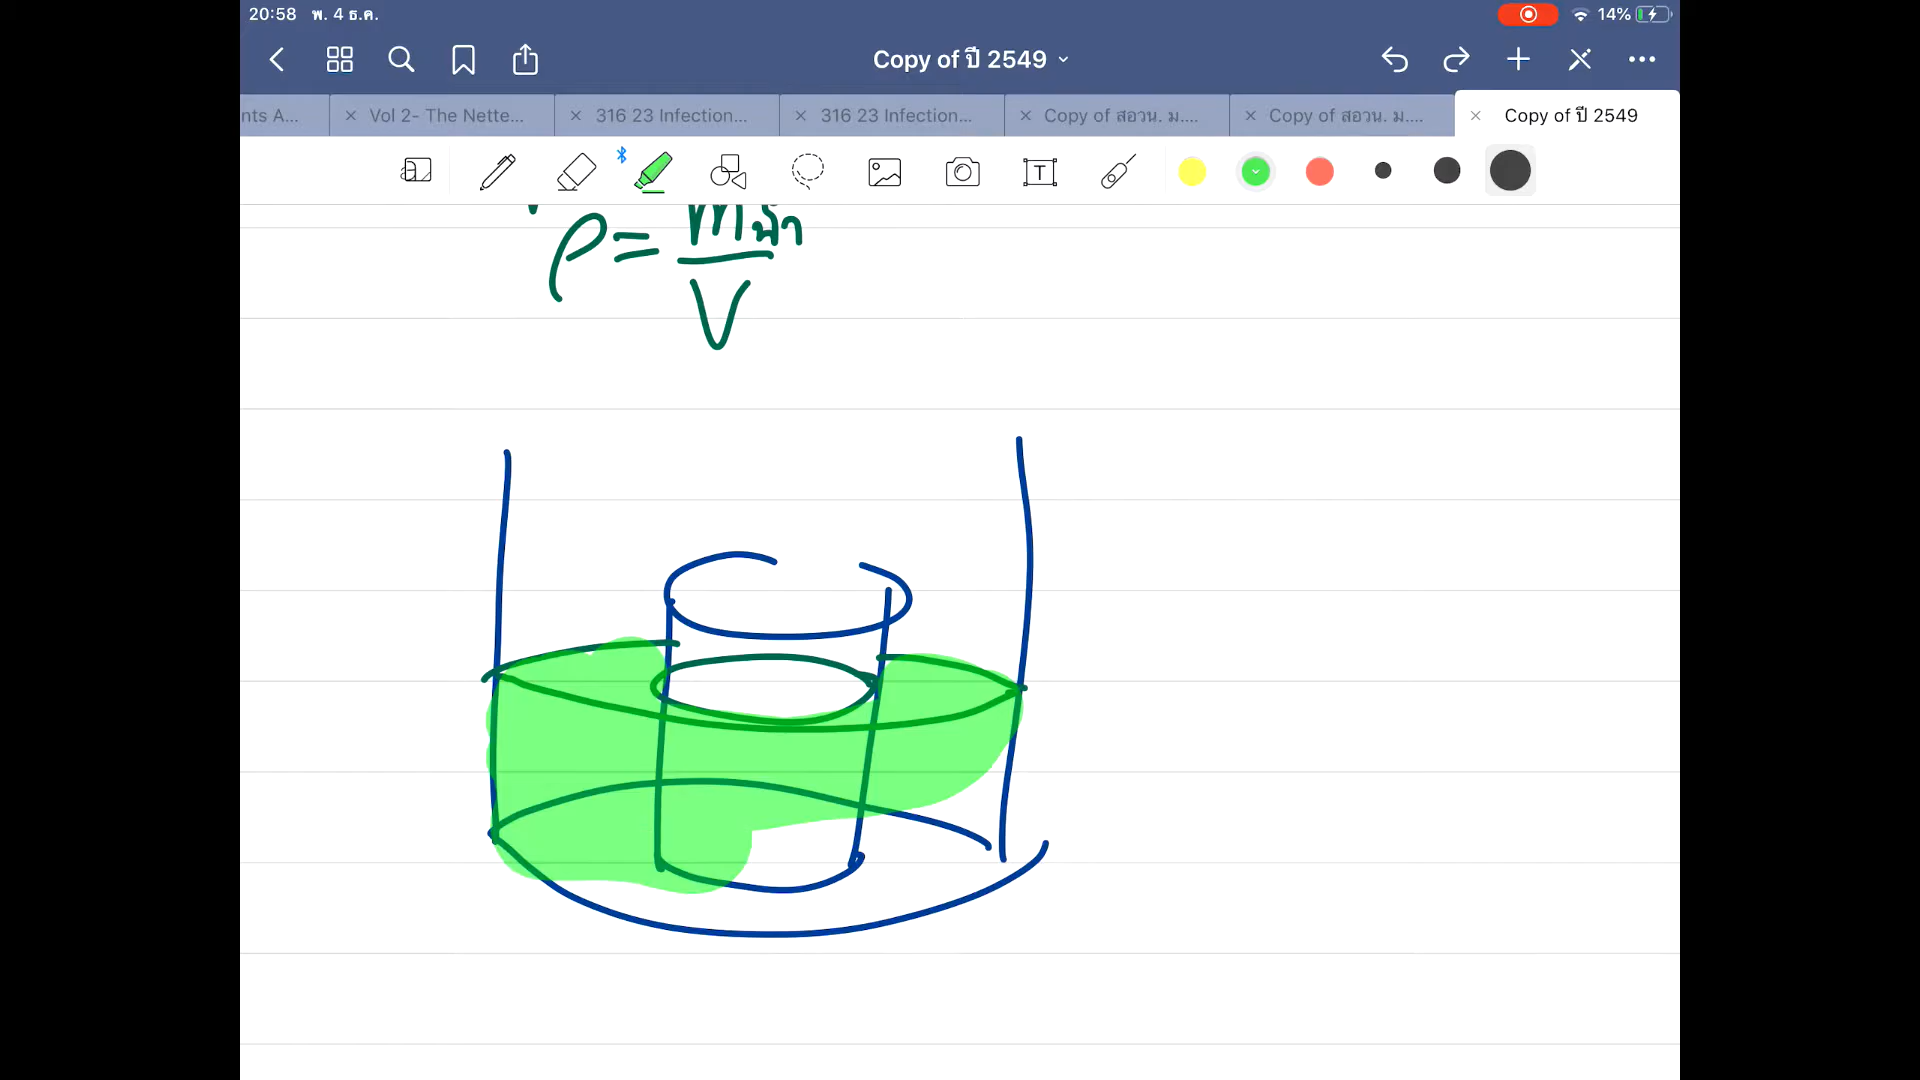 20:58 พ. 4 ธ.ค. 14%
Copy of ปี 2549
nts A... Vol 2- The Nette... 316 23 Infection... 316 23 Infection... Copy of สอวน. ม.... Copy of สอวน. ม.... Copy of ปี 2549
T
ρ = m น้ำ
V